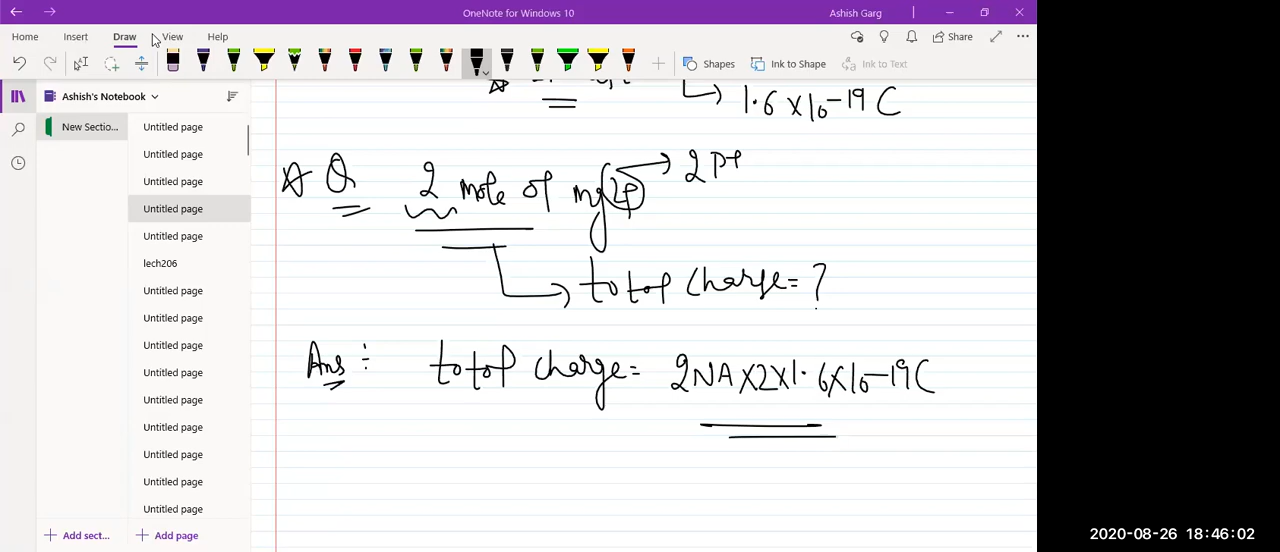 OneNote for Windows 10
Ashish Garg
Home Insert Draw View Help
Share
Shapes Ink to Shape Ink to Text
Ashish's Notebook
New Sectio...
Untitled page
Untitled page
Untitled page
Untitled page
Untitled page
lech206
Untitled page
Untitled page
Untitled page
Untitled page
Untitled page
Untitled page
Untitled page
Untitled page
Untitled page
Add sect... Add page
1.6 X 10-19 C
Q 2 mole of mg 2P → 2 P+
total charge = ?
Ans : total charge = 2NA X2X1.6X10-19C
2020-08-26 18:46:02